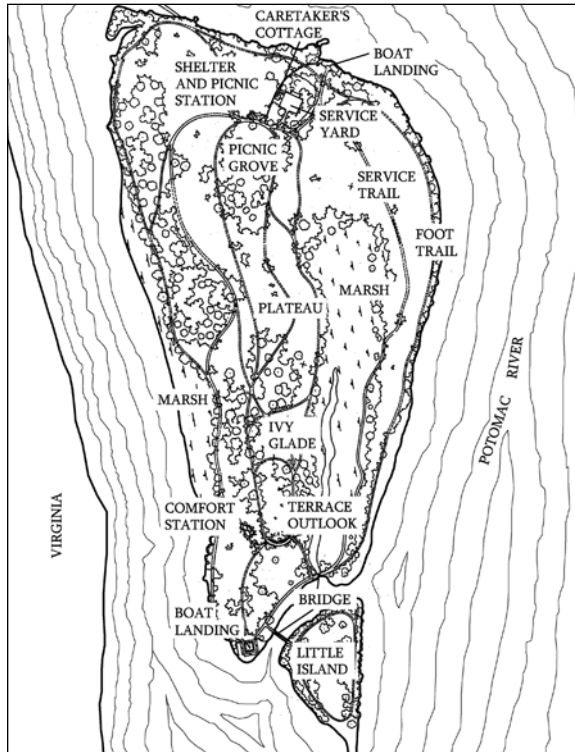 CARETAKER'S
COTTAGE
BOAT
LANDING
SHELTER
AND PICNIC
STATION
SERVICE
YARD
PICNIC
GROVE
SERVICE
TRAIL
FOOT
TRAIL
MARSH
PLATEAU
POTOMAC RIVER
MARSH
IVY
GLADE
VIRGINIA
COMFORT
STATION
TERRACE
OUTLOOK
BOAT
LANDING
BRIDGE
LITTLE
ISLAND